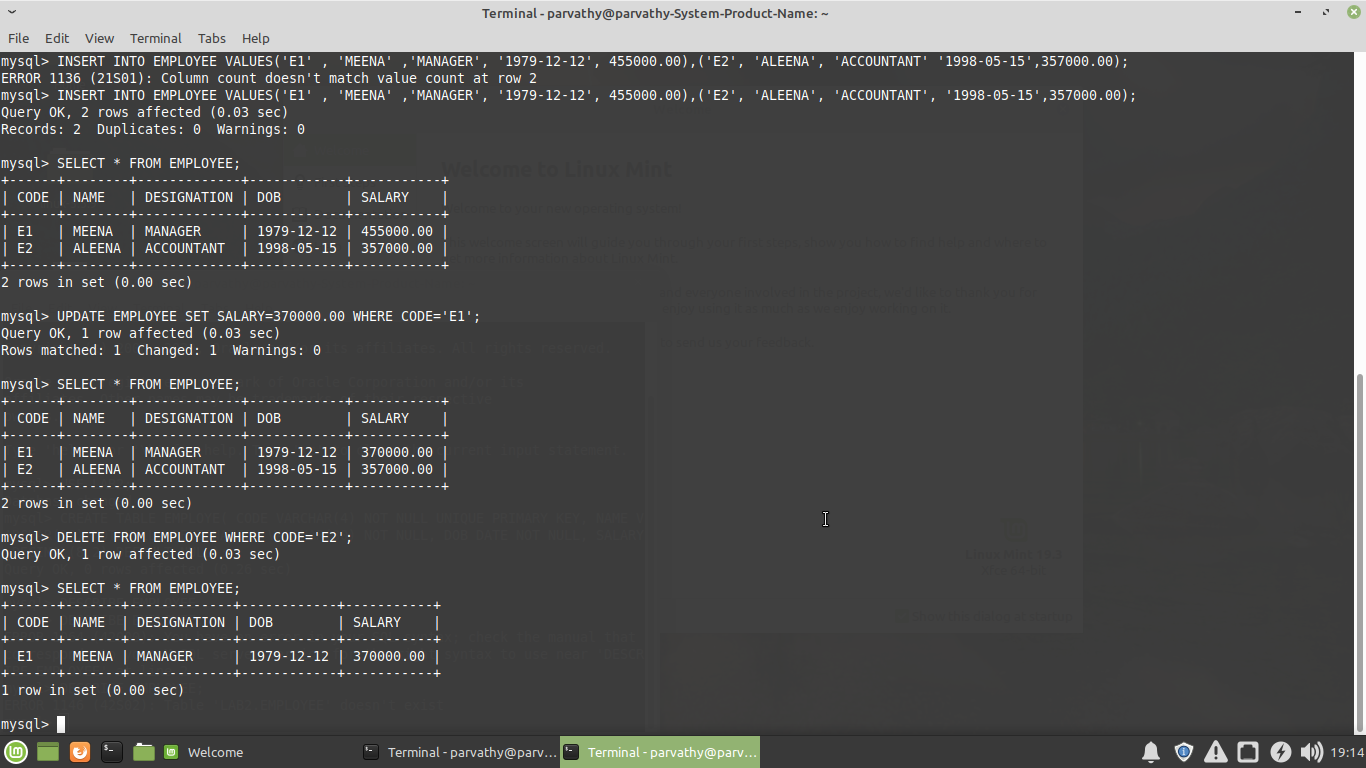 Terminal - parvathy@parvathy-System-Product-Name: ~
File Edit View Terminal Tabs Help
mysql> INSERT INTO EMPLOYEE VALUES('E1' , 'MEENA' ,'MANAGER', '1979-12-12', 455000.00),('E2', 'ALEENA', 'ACCOUNTANT' '1998-05-15',357000.00);
ERROR 1136 (21S01): Column count doesn't match value count at row 2
mysql> INSERT INTO EMPLOYEE VALUES('E1' , 'MEENA' ,'MANAGER', '1979-12-12', 455000.00),('E2', 'ALEENA', 'ACCOUNTANT', '1998-05-15',357000.00);
Query OK, 2 rows affected (0.03 sec)
Records: 2  Duplicates: 0  Warnings: 0
mysql> SELECT * FROM EMPLOYEE;
+------+--------+-------------+------------+-----------+
| CODE | NAME   | DESIGNATION | DOB        | SALARY    |
+------+--------+-------------+------------+-----------+
| E1   | MEENA  | MANAGER     | 1979-12-12 | 455000.00 |
| E2   | ALEENA | ACCOUNTANT  | 1998-05-15 | 357000.00 |
+------+--------+-------------+------------+-----------+
2 rows in set (0.00 sec)
mysql> UPDATE EMPLOYEE SET SALARY=370000.00 WHERE CODE='E1';
Query OK, 1 row affected (0.03 sec)
Rows matched: 1  Changed: 1  Warnings: 0
mysql> SELECT * FROM EMPLOYEE;
+------+--------+-------------+------------+-----------+
| CODE | NAME   | DESIGNATION | DOB        | SALARY    |
+------+--------+-------------+------------+-----------+
| E1   | MEENA  | MANAGER     | 1979-12-12 | 370000.00 |
| E2   | ALEENA | ACCOUNTANT  | 1998-05-15 | 357000.00 |
+------+--------+-------------+------------+-----------+
2 rows in set (0.00 sec)
mysql> DELETE FROM EMPLOYEE WHERE CODE='E2';
Query OK, 1 row affected (0.03 sec)
mysql> SELECT * FROM EMPLOYEE;
+------+-------+-------------+------------+-----------+
| CODE | NAME  | DESIGNATION | DOB        | SALARY    |
+------+-------+-------------+------------+-----------+
| E1   | MEENA | MANAGER     | 1979-12-12 | 370000.00 |
+------+-------+-------------+------------+-----------+
1 row in set (0.00 sec)
mysql>
Welcome to Linux Mint
Linux Mint 19.3
Welcome Terminal - parvathy@parv... Terminal - parvathy@parv... 19:14